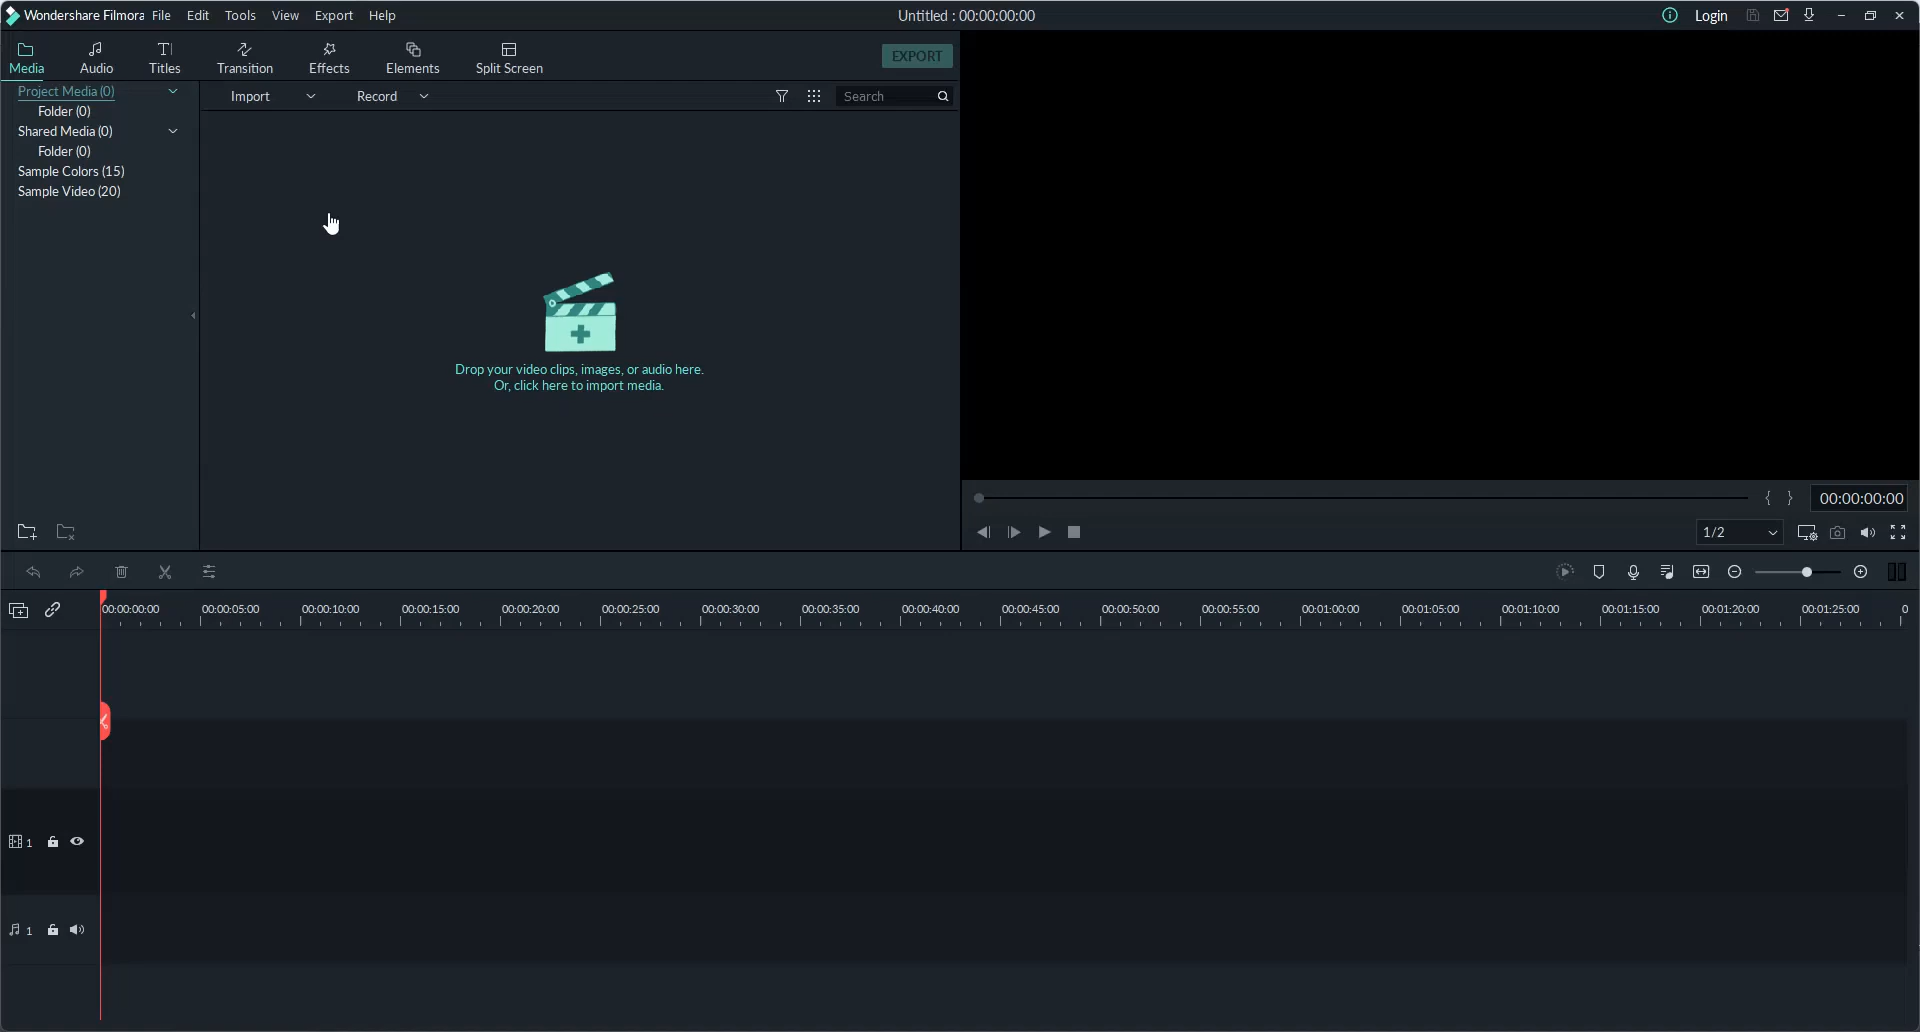 Wondershare Filmora File Edit Tools View Export Help Untitled : 00:00:00:00 Login
Media Audio Titles Transition Effects Elements Split Screen EXPORT
Project Media (0) Import Record Search
Folder (0)
Shared Media (0)
Folder (0)
Sample Colors (15)
Sample Video (20)
Drop your video clips, images, or audio here.
Or, click here to import media.
{ } 00:00:00:00
1/2
00:00:00:00 00:00:05:00 00:00:10:00 00:00:15:00 00:00:20:00 00:00:25:00 00:00:30:00 00:00:35:00 00:00:40:00 00:00:45:00 00:00:50:00 00:00:55:00 00:01:00:00 00:01:05:00 00:01:10:00 00:01:15:00 00:01:20:00 00:01:25:00 0
1
1